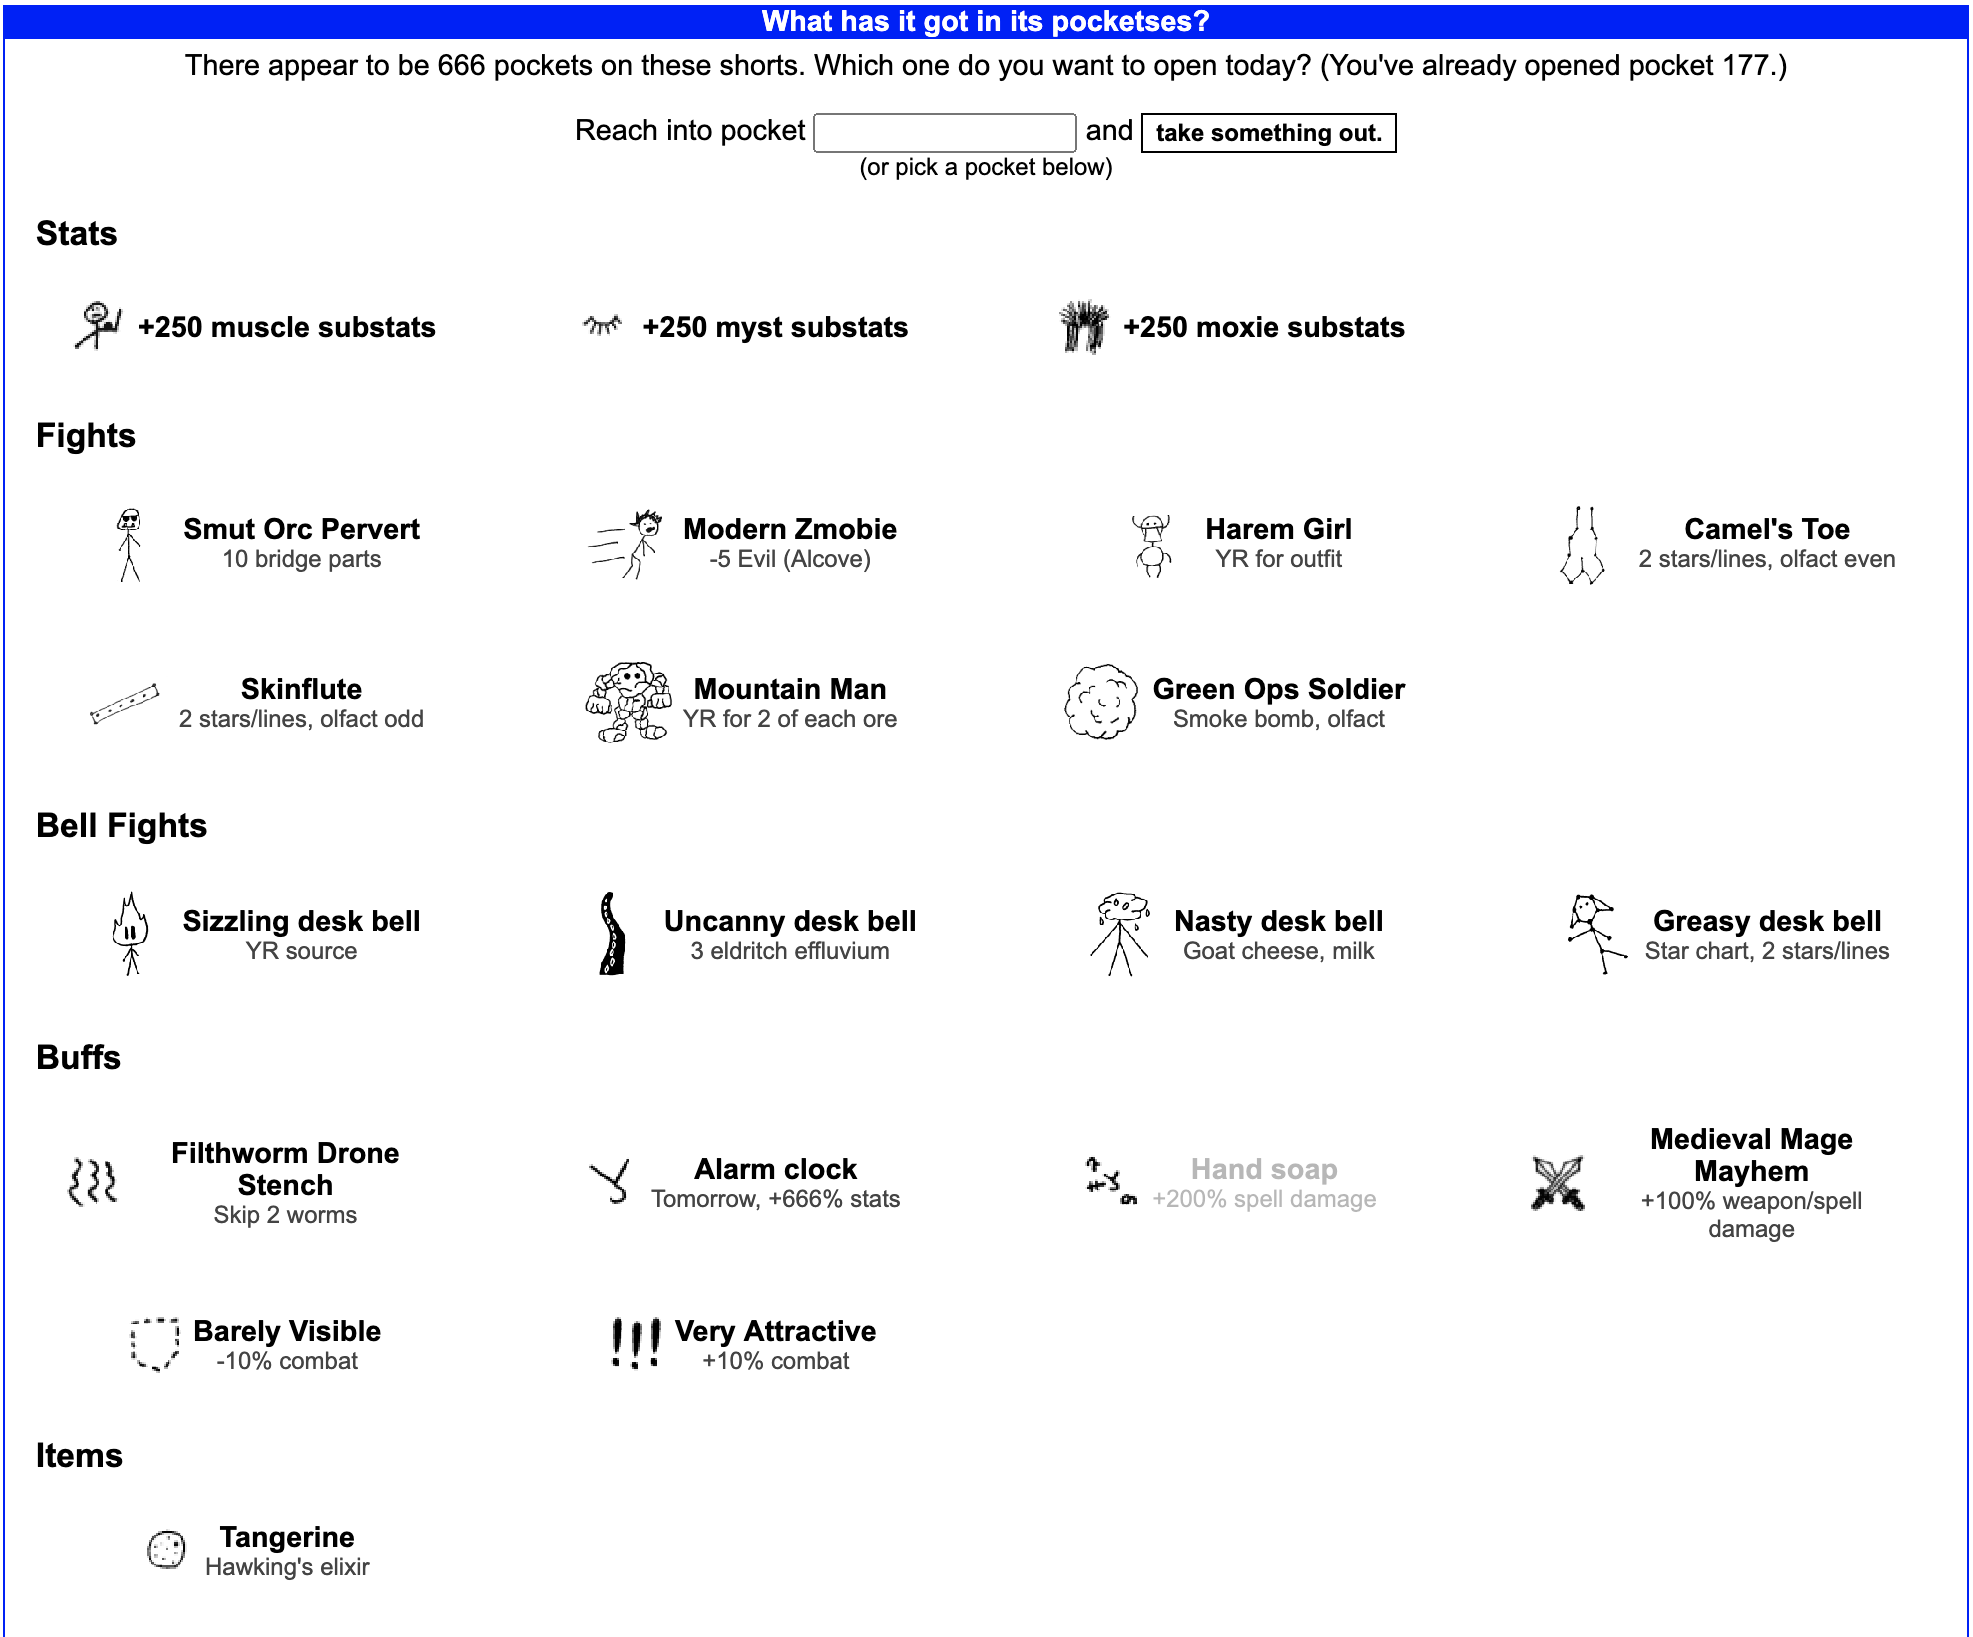 What has it got in its pocketses?
There appear to be 666 pockets on these shorts. Which one do you want to open today? (You've already opened pocket 177.)
Reach into pocket and take something out.
(or pick a pocket below)
Stats
+250 muscle substats
+250 myst substats
+250 moxie substats
Fights
Smut Orc Pervert
10 bridge parts
Modern Zmobie
-5 Evil (Alcove)
Harem Girl
YR for outfit
Camel's Toe
2 stars/lines, olfact even
Skinflute
2 stars/lines, olfact odd
Mountain Man
YR for 2 of each ore
Green Ops Soldier
Smoke bomb, olfact
Bell Fights
Sizzling desk bell
YR source
Uncanny desk bell
3 eldritch effluvium
Nasty desk bell
Goat cheese, milk
Greasy desk bell
Star chart, 2 stars/lines
Buffs
Filthworm Drone
Stench
Skip 2 worms
Alarm clock
Tomorrow, +666% stats
Hand soap
+200% spell damage
Medieval Mage
Mayhem
+100% weapon/spell
damage
Barely Visible
-10% combat
Very Attractive
+10% combat
Items
Tangerine
Hawking's elixir